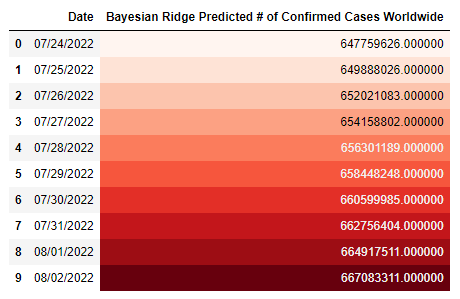 Date Bayesian Ridge Predicted # of Confirmed Cases Worldwide
0 07/24/2022 647759626.000000
1 07/25/2022 649888026.000000
2 07/26/2022 652021083.000000
3 07/27/2022 654158802.000000
4 07/28/2022 656301189.000000
5 07/29/2022 658448248.000000
6 07/30/2022 660599985.000000
7 07/31/2022 662756404.000000
8 08/01/2022 664917511.000000
9 08/02/2022 667083311.000000